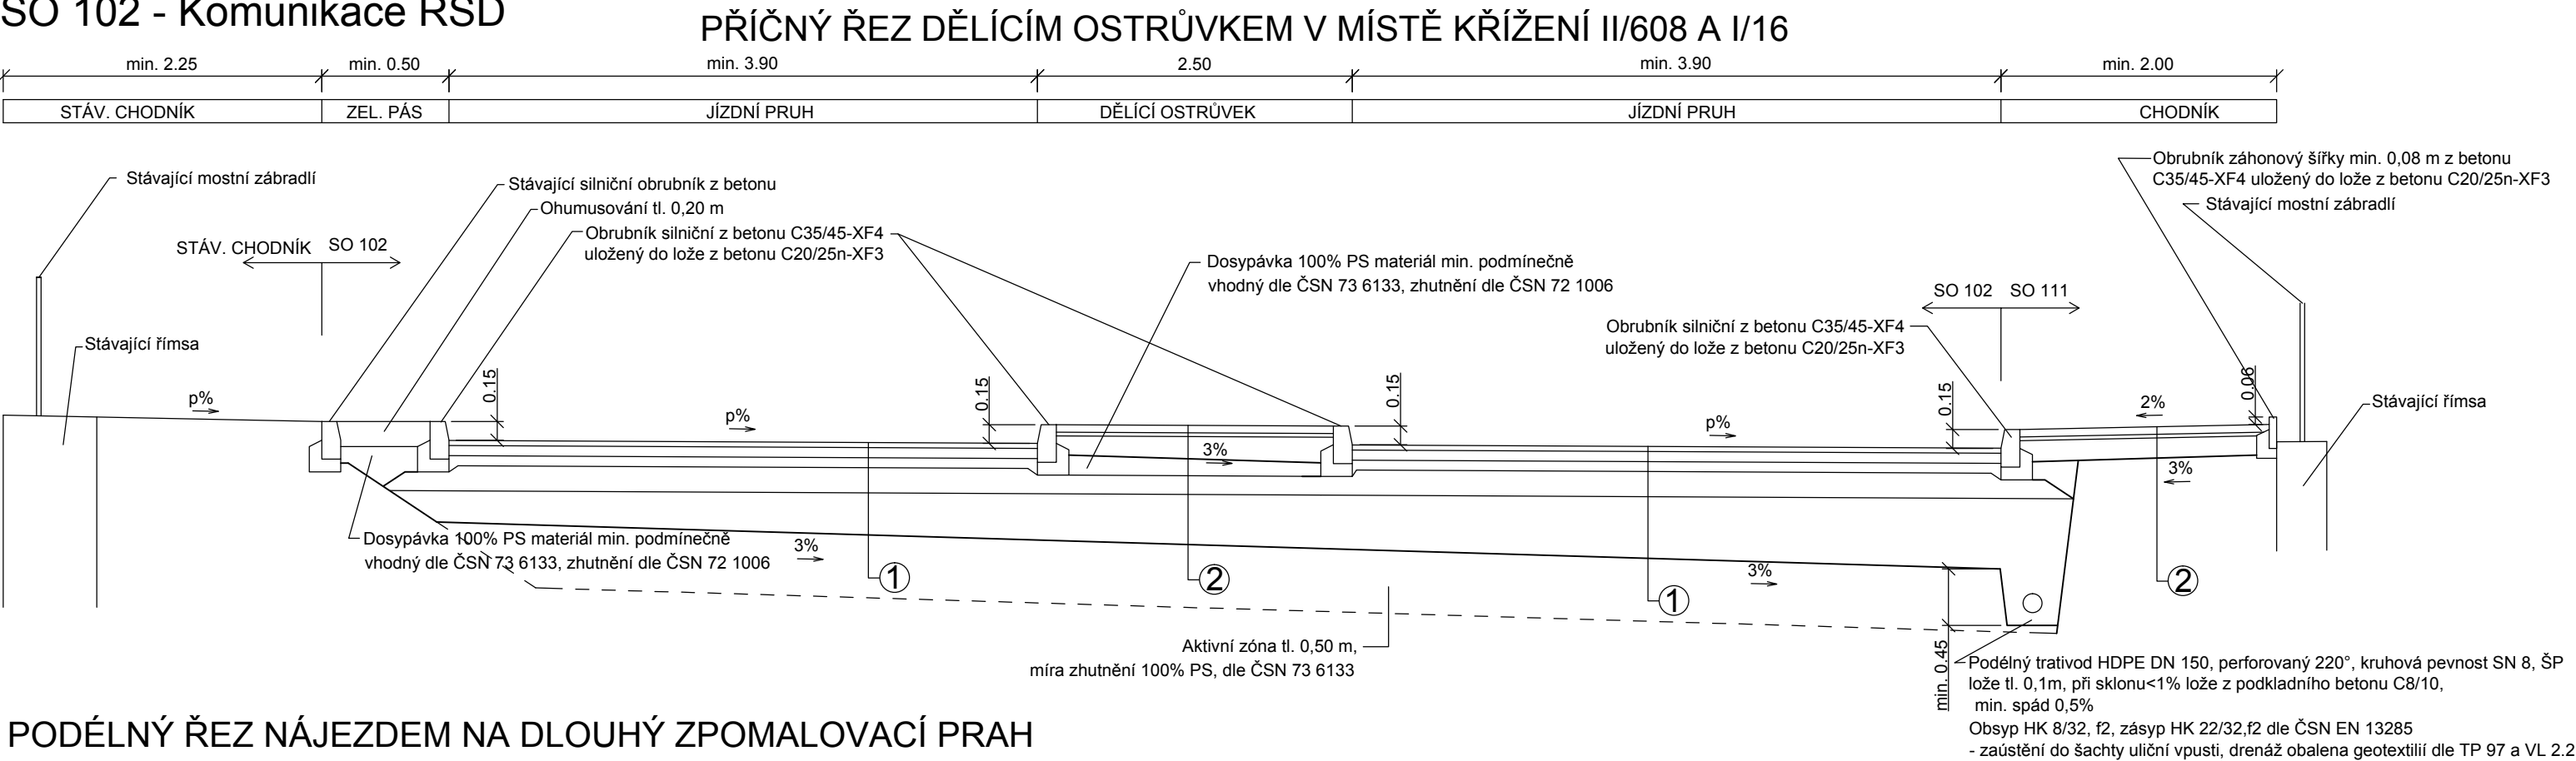 SO 102 - Komunikace ŘSD
PŘÍČNÝ ŘEZ DĚLÍCÍM OSTRŮVKEM V MÍSTĚ KŘÍŽENÍ II/608 A I/16
min. 2.25
min. 0.50
min. 3.90
2.50
min. 3.90
min. 2.00
STÁV. CHODNÍK
ZEL. PÁS
JÍZDNÍ PRUH
DĚLÍCÍ OSTRŮVEK
JÍZDNÍ PRUH
CHODNÍK
Stávající mostní zábradlí
Stávající silniční obrubník z betonu
Ohumusování tl. 0,20 m
Obrubník silniční z betonu C35/45-XF4
uložený do lože z betonu C20/25n-XF3
Obrubník záhonový šířky min. 0,08 m z betonu
C35/45-XF4 uložený do lože z betonu C20/25n-XF3
Stávající mostní zábradlí
STÁV. CHODNÍK
SO 102
Dosypávka 100% PS materiál min. podmínečně
vhodný dle ČSN 73 6133, zhutnění dle ČSN 72 1006
SO 102
SO 111
Obrubník silniční z betonu C35/45-XF4
uložený do lože z betonu C20/25n-XF3
Stávající římsa
p%
0.15
p%
0.15
0.15
p%
0.15
2%
0.06
Stávající římsa
3%
3%
Dosypávka 100% PS materiál min. podmínečně
vhodný dle ČSN 73 6133, zhutnění dle ČSN 72 1006
3%
1
2
3%
1
2
Aktivní zóna tl. 0,50 m,
míra zhutnění 100% PS, dle ČSN 73 6133
min. 0.45
Podélný trativod HDPE DN 150, perforovaný 220°, kruhová pevnost SN 8, ŠP
lože tl. 0,1m, při sklonu<1% lože z podkladního betonu C8/10,
min. spád 0,5%
Obsyp HK 8/32, f2, zásyp HK 22/32,f2 dle ČSN EN 13285
- zaústění do šachty uliční vpusti, drenáž obalena geotextilií dle TP 97 a VL 2.2
PODÉLNÝ ŘEZ NÁJEZDEM NA DLOUHÝ ZPOMALOVACÍ PRAH